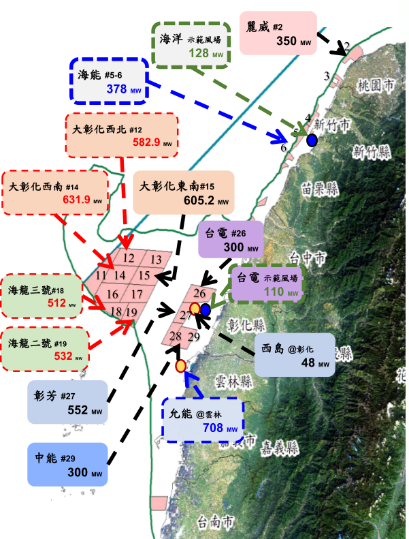 麗威 #2
350 MW
海洋 示範風場
128 MW
海能 #5-6
378 MW
大彰化西北 #12
582.9 MW
大彰化西南 #14
631.9 MW
大彰化東南#15
605.2 MW
台電 #26
300 MW
台電 示範風場
110 MW
海龍三號#18
512 MW
海龍二號 #19
532 MW
西島 @彰化
48 MW
彰芳 #27
552 MW
允能 @雲林
708 MW
中能 #29
300 MW
2
3
4
6
桃園市
新竹市
新竹縣
苗栗縣
台中市
彰化縣
雲林縣
嘉義縣
台南市
12 13
11 14 15
16 17
18 19
26
27
28 29